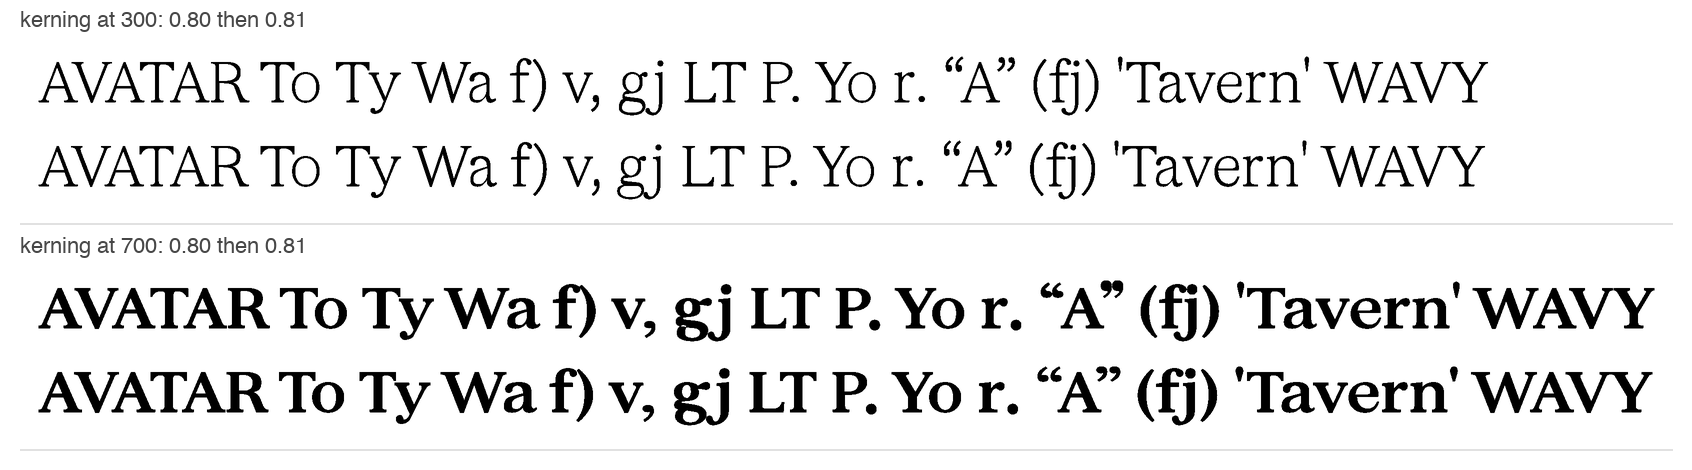 kerning at 300: 0.80 then 0.81
AVATAR To Ty Wa f) v, gj LT P. Yo r. “A” (fj) 'Tavern' WAVY
AVATAR To Ty Wa f) v, gj LT P. Yo r. “A” (fj) 'Tavern' WAVY
kerning at 700: 0.80 then 0.81
AVATAR To Ty Wa f) v, gj LT P. Yo r. “A” (fj) 'Tavern' WAVY
AVATAR To Ty Wa f) v, gj LT P. Yo r. “A” (fj) 'Tavern' WAVY